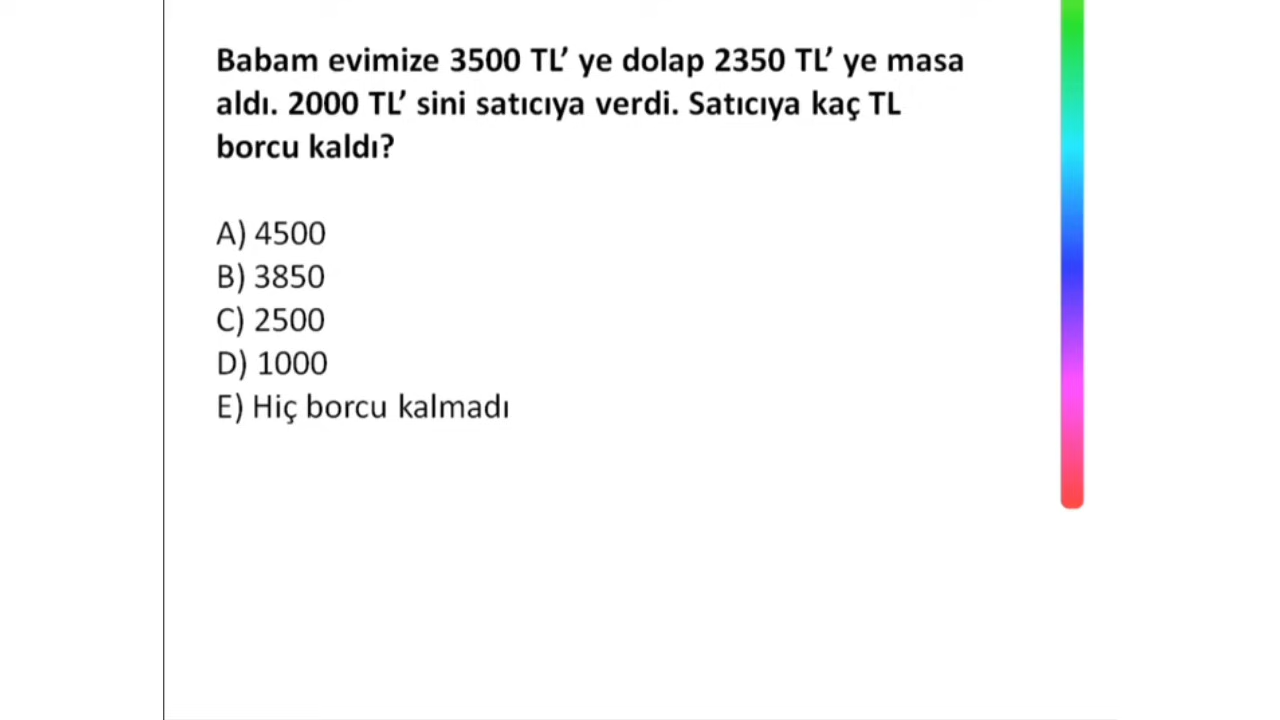 Babam evimize 3500 TL’ ye dolap 2350 TL’ ye masa
aldı. 2000 TL’ sini satıcıya verdi. Satıcıya kaç TL
borcu kaldı?
A) 4500
B) 3850
C) 2500
D) 1000
E) Hiç borcu kalmadı